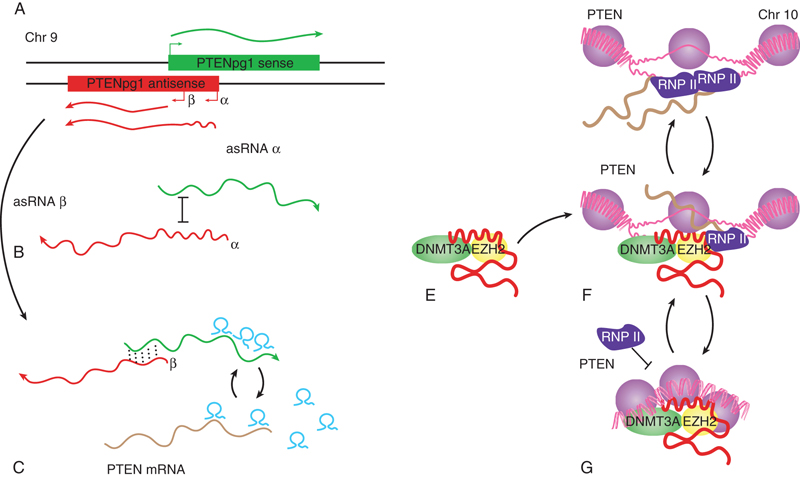 A
Chr 9
PTENpg1 sense
PTENpg1 antisense
β α
asRNA α
asRNA β
B
α
β
C
PTEN mRNA
PTEN
Chr 10
RNP II
RNP II
PTEN
DNMT3A EZH2
E
DNMT3A EZH2
RNP II
F
RNP II
PTEN
DNMT3A EZH2
G